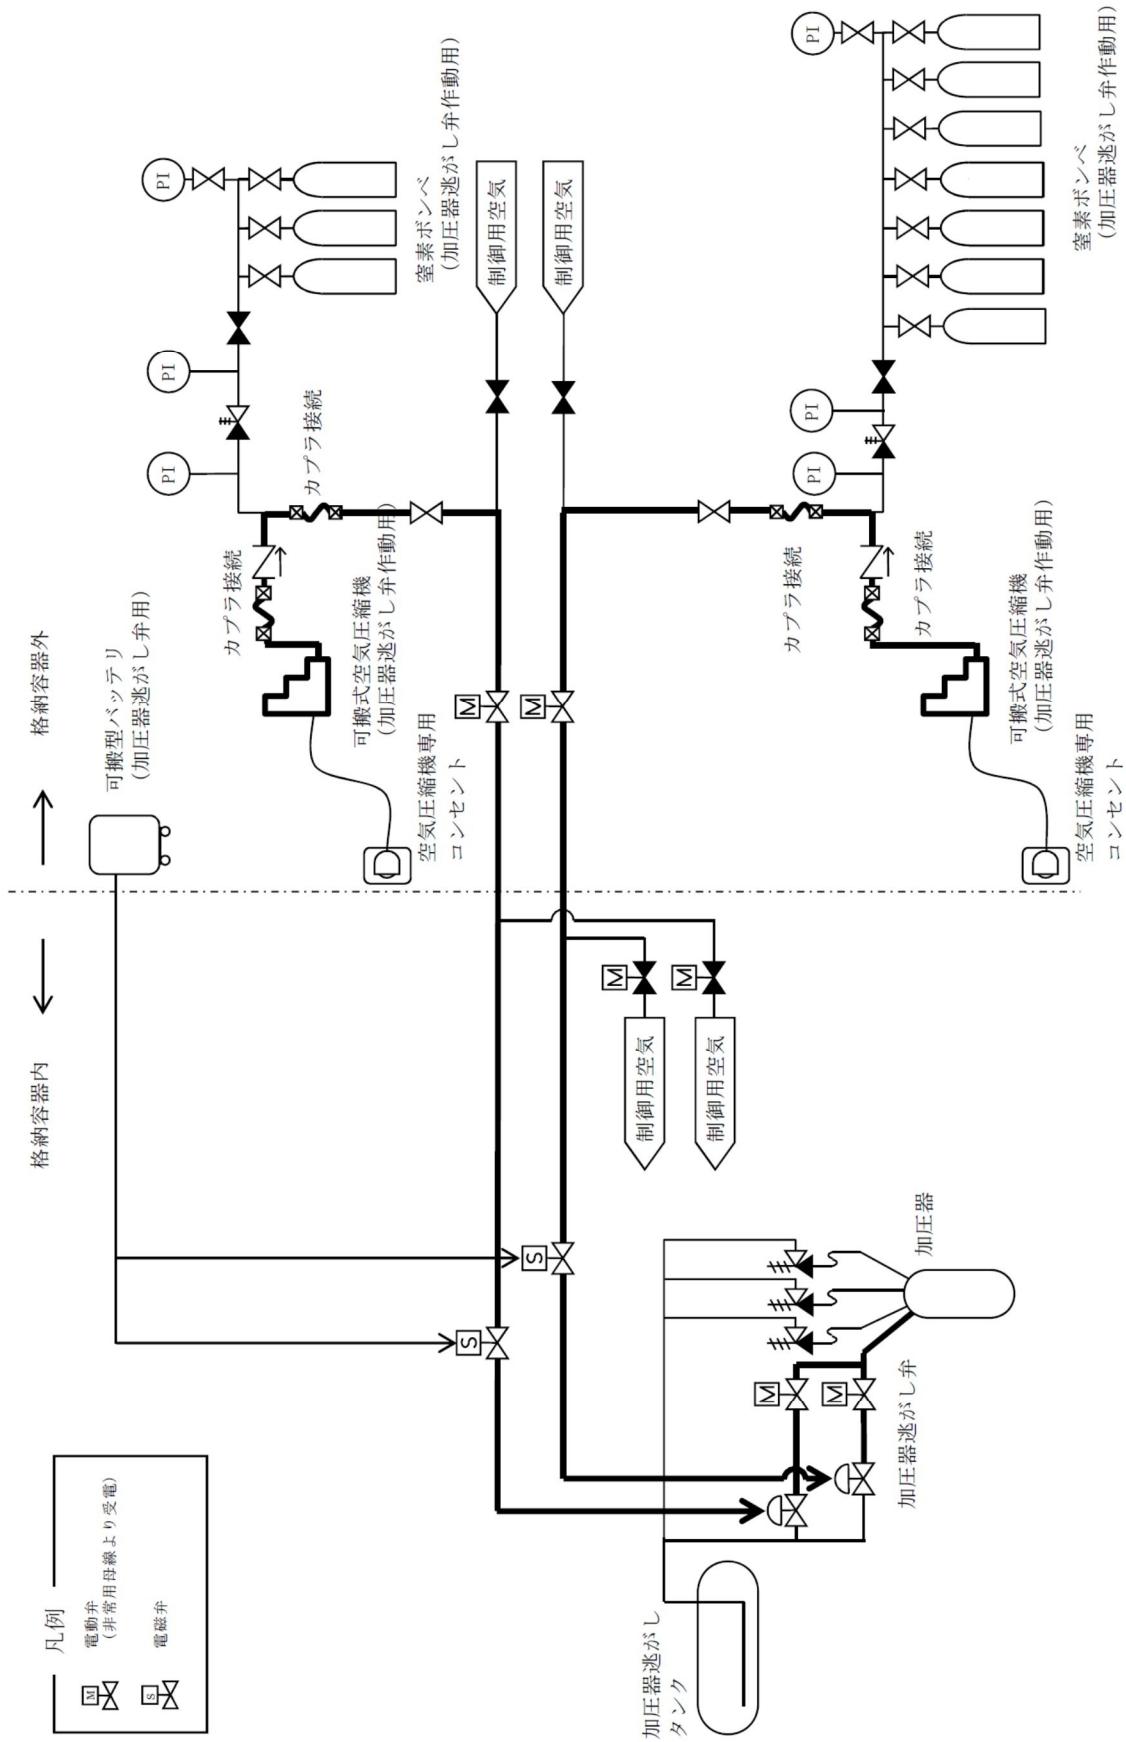 凡例
M
電動弁
(非常用母線より受電)
S
電磁弁
格納容器内
格納容器外
可搬型バッテリ
(加圧器逃がし弁用)
PI
PI
PI
窒素ボンベ
(加圧器逃がし弁作動用)
カプラ接続
カプラ接続
可搬式空気圧縮機
(加圧器逃がし弁作動用)
空気圧縮機専用
コンセント
制御用空気
制御用空気
M
M
S
S
M
M
制御用空気
制御用空気
PI
PI
PI
窒素ボンベ
(加圧器逃がし弁作動用)
カプラ接続
カプラ接続
可搬式空気圧縮機
(加圧器逃がし弁作動用)
空気圧縮機専用
コンセント
M
M
加圧器
加圧器逃がし弁
加圧器逃がし
タンク